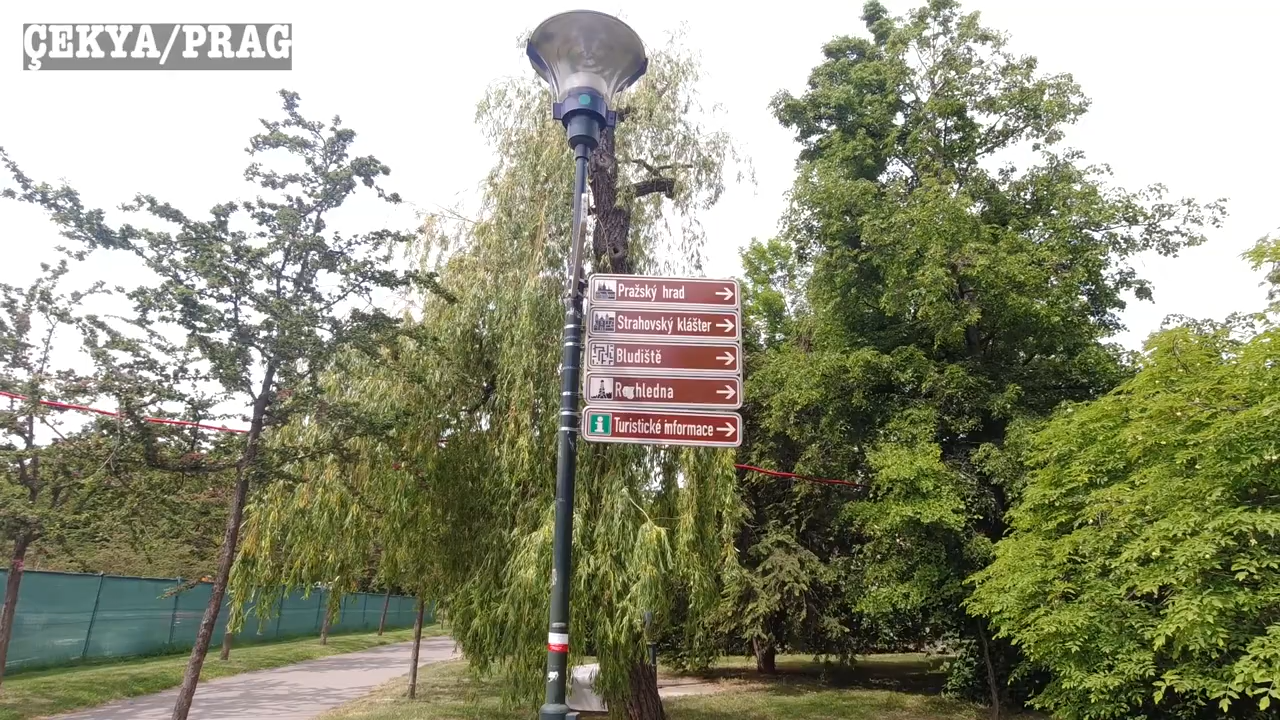 ÇEKYA/PRAG
Pražský hrad
Strahovský klášter
Bludiště
Rozhledna
Turistické informace